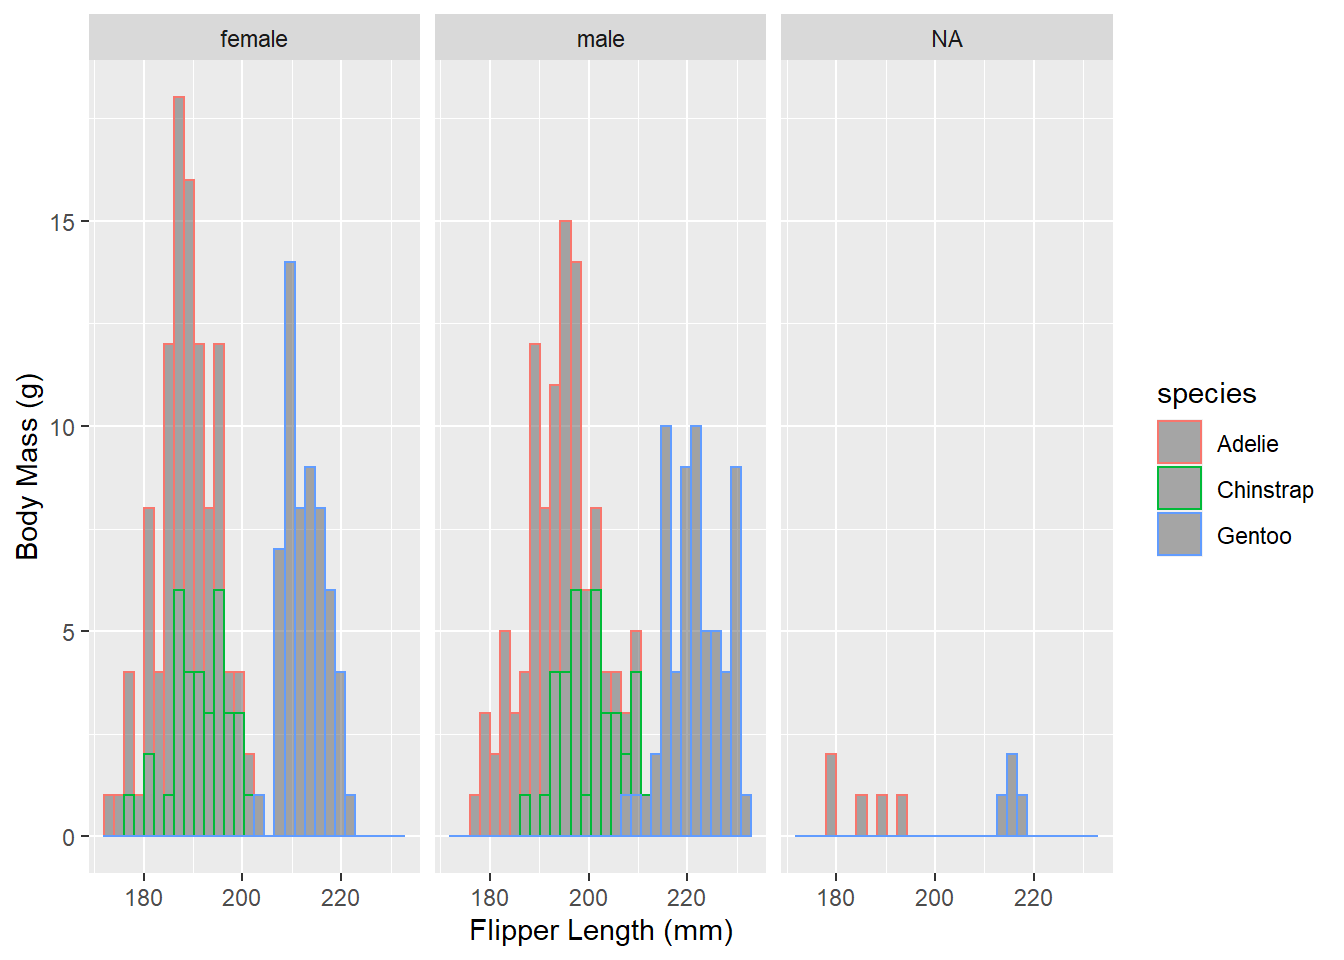 female male NA
15
10
5
0
Body Mass (g)
180 200 220 180 200 220 180 200 220
Flipper Length (mm)
species
Adelie
Chinstrap
Gentoo